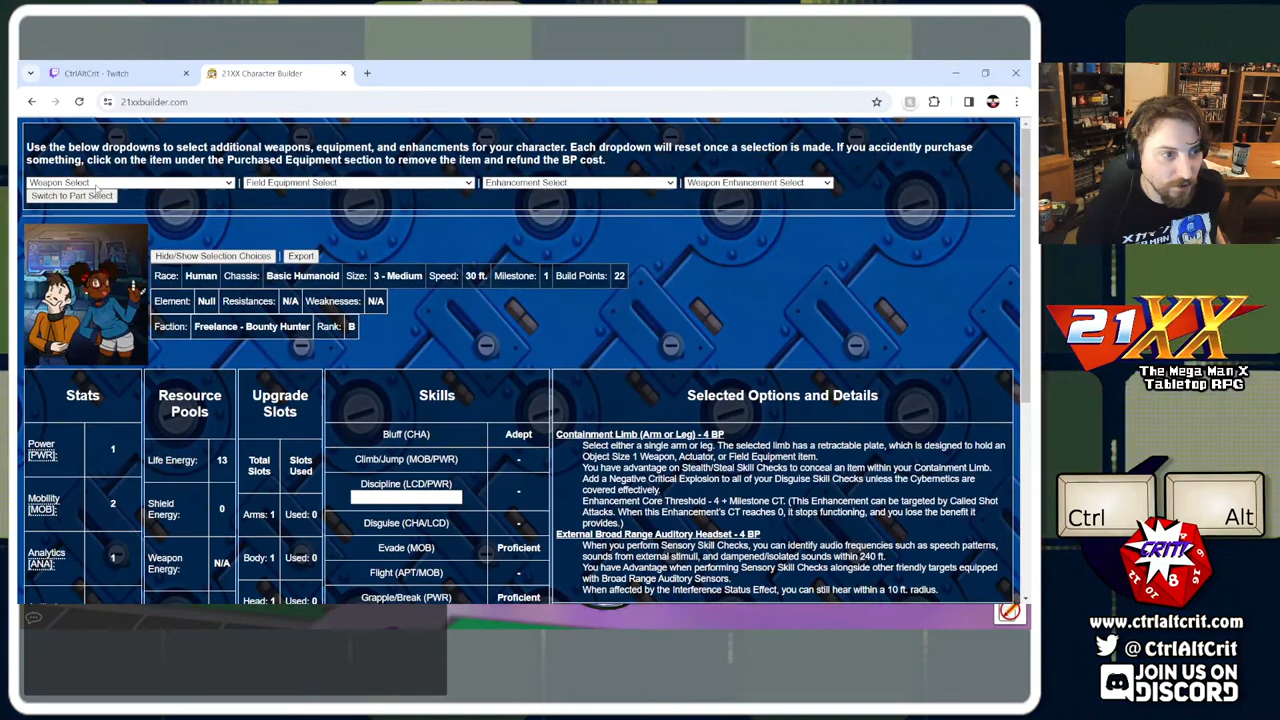 CtrlAltCrit - Twitch
21XX Character Builder
21xxbuilder.com
Use the below dropdowns to select additional weapons, equipment, and enhancments for your character. Each dropdown will reset once a selection is made. If you accidently purchase
something, click on the item under the Purchased Equipment section to remove the item and refund the BP cost.
Weapon Select | Field Equipment Select | Enhancement Select | Weapon Enhancement Select
Switch to Part Select
Hide/Show Selection Choices | Export
Race: Human Chassis: Basic Humanoid Size: 3 - Medium Speed: 30 ft. Milestone: 1 Build Points: 22
Element: Null Resistances: N/A Weaknesses: N/A
Faction: Freelance - Bounty Hunter Rank: B
Stats
Power
[PWR]: 1
Mobility
[MOB]: 2
Analytics
[ANA]: 1
Resource
Pools
Life Energy: 13
Shield
Energy: 0
Weapon
Energy: N/A
Upgrade
Slots
Total
Slots
Slots
Used
Arms: 1 Used: 0
Body: 1 Used: 0
Head: 1 Used: 0
Skills
Bluff (CHA) Adept
Climb/Jump (MOB/PWR) -
Discipline (LCD/PWR) -
Disguise (CHA/LCD) -
Evade (MOB) Proficient
Flight (APT/MOB) -
Grapple/Break (PWR) Proficient
Selected Options and Details
Containment Limb (Arm or Leg) - 4 BP
Select either a single arm or leg. The selected limb has a retractable plate, which is designed to hold an
Object Size 1 Weapon, Actuator, or Field Equipment item.
You have advantage on Stealth/Steal Skill Checks to conceal an item within your Containment Limb.
Add a Negative Critical Explosion to all of your Disguise Skill Checks unless the Cybernetics are
covered effectively.
Enhancement Core Threshold - 4 + Milestone CT. (This Enhancement can be targeted by Called Shot
Attacks. When this Enhancement's CT reaches 0, it stops functioning, and you lose the benefit it
provides.)
External Broad Range Auditory Headset - 4 BP
When you perform Sensory Skill Checks, you can identify audio frequencies such as speech patterns,
sounds from external stimuli, and dampened/isolated sounds within 240 ft.
You have Advantage when performing Sensory Skill Checks alongside other friendly targets equipped
with Broad Range Auditory Sensors.
When affected by the Interference Status Effect, you can still hear within a 10 ft. radius.
21XX
The Mega Man X
Tabletop RPG
Ctrl
Alt
CRIT!
www.ctrlaltcrit.com
@ CtrlAltCrit
JOIN US ON
DISCORD